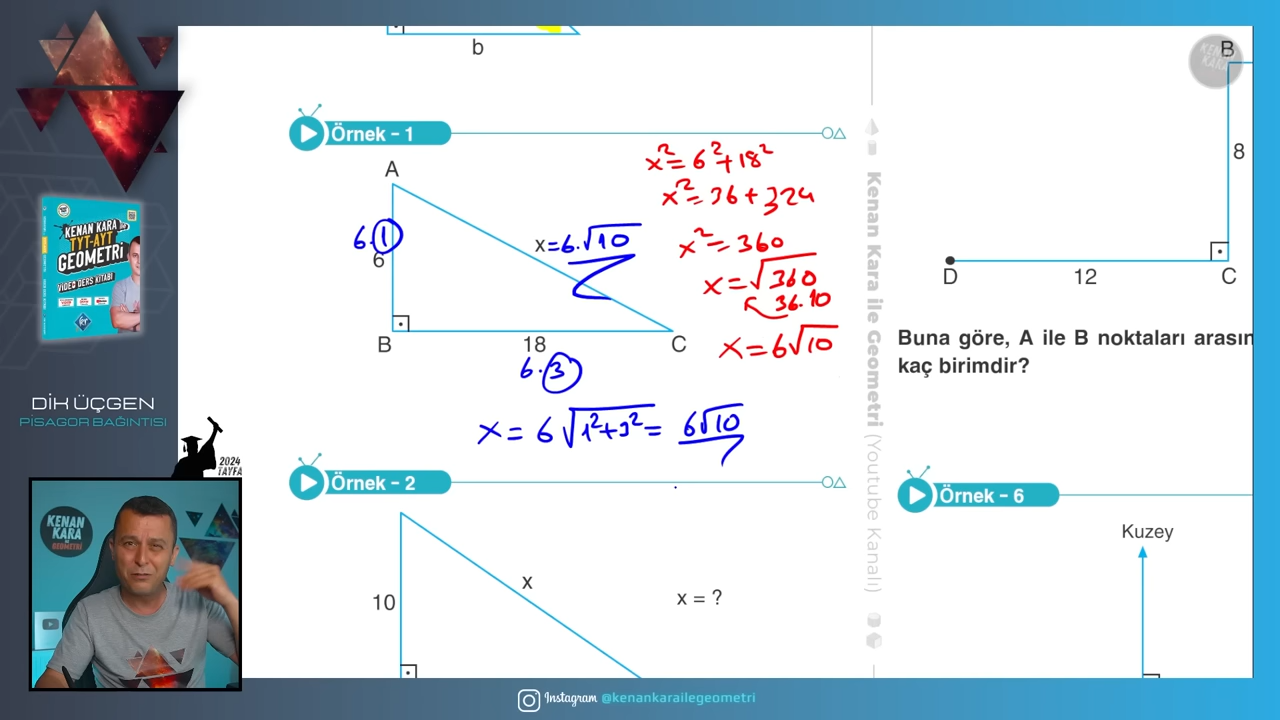 KENAN KARA ile
TYT-AYT
GEOMETRİ
VİDEO DERS KİTABI
DİK ÜÇGEN
PİSAGOR BAĞINTISI
2024
TAYFA
KENAN
KARA
GEOMETRİ
b
Örnek - 1
A
6.1
6
x=6.√10
B
18
C
6.3
x²=6²+18²
x²=36+324
x²=360
x=√360
36.10
x=6√10
x=6√1²+3²=6√10
Örnek - 2
10
x
x = ?
Kenan Kara ile Geometri (Youtube Kanalı)
KENAN
KARA
B
8
D
12
C
Buna göre, A ile B noktaları arasın
kaç birimdir?
Örnek - 6
Kuzey
Instagram @kenankarailegeometri